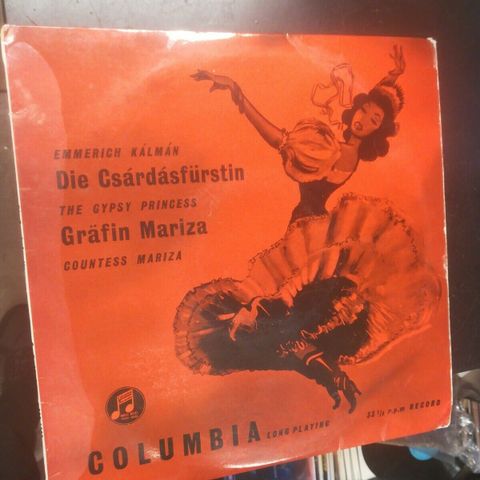 EMMERICH KÁLMÁN
Die Csárdásfürstin
THE GYPSY PRINCESS
Gräfin Mariza
COUNTESS MARIZA
COLUMBIA LONG PLAYING 33⅓ r.p.m RECORD